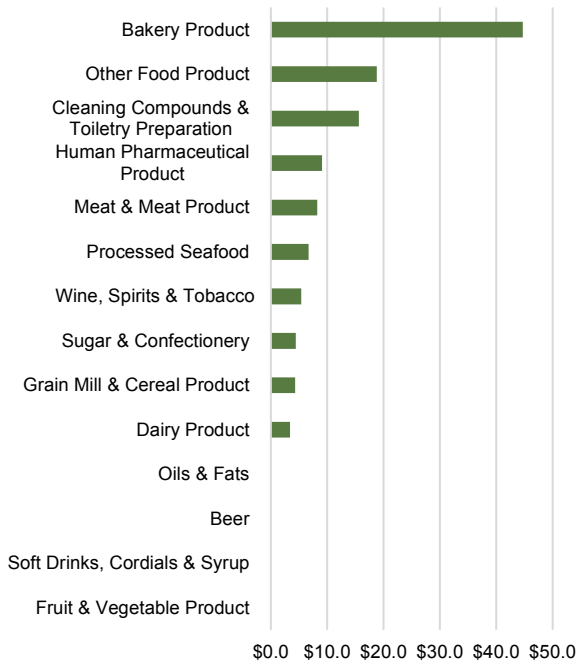 Bakery Product
Other Food Product
Cleaning Compounds &
Toiletry Preparation
Human Pharmaceutical
Product
Meat & Meat Product
Processed Seafood
Wine, Spirits & Tobacco
Sugar & Confectionery
Grain Mill & Cereal Product
Dairy Product
Oils & Fats
Beer
Soft Drinks, Cordials & Syrup
Fruit & Vegetable Product
$0.0 $10.0 $20.0 $30.0 $40.0 $50.0